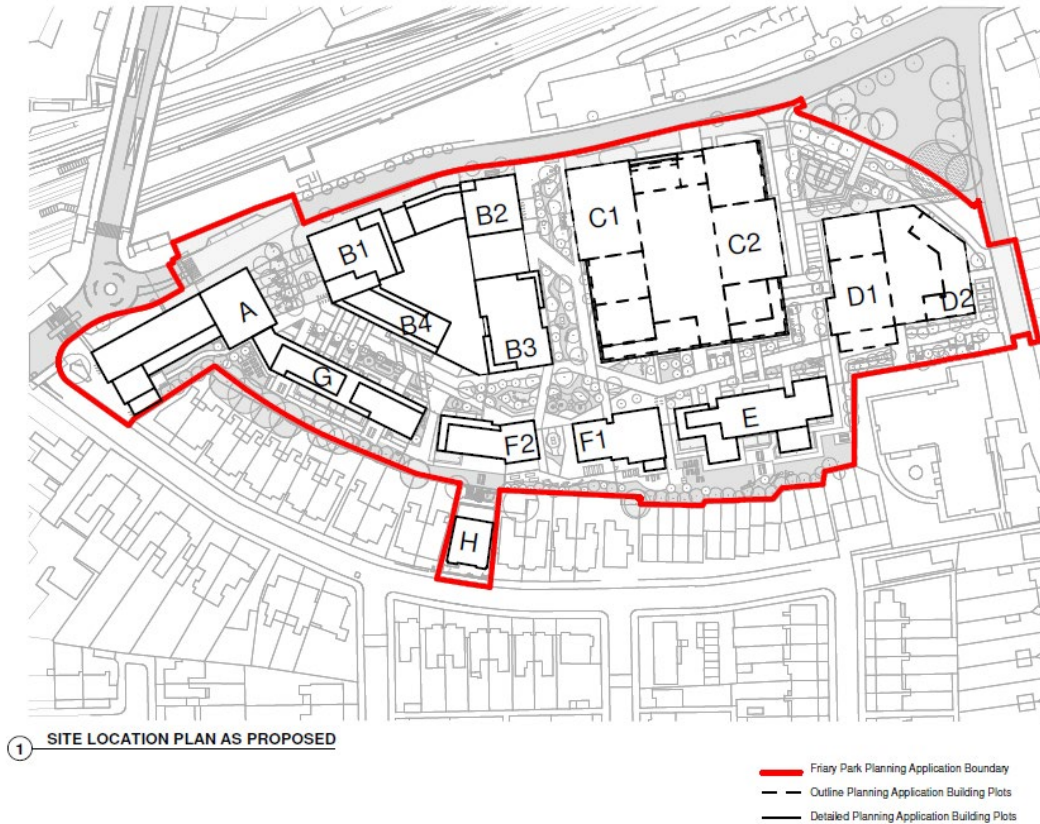 B2
C1
B1
C2
A
B4
D1
D2
B3
G
E
F2
F1
H
1
SITE LOCATION PLAN AS PROPOSED
Friary Park Planning Application Boundary
Outline Planning Application Building Plots
Detailed Planning Application Building Plots